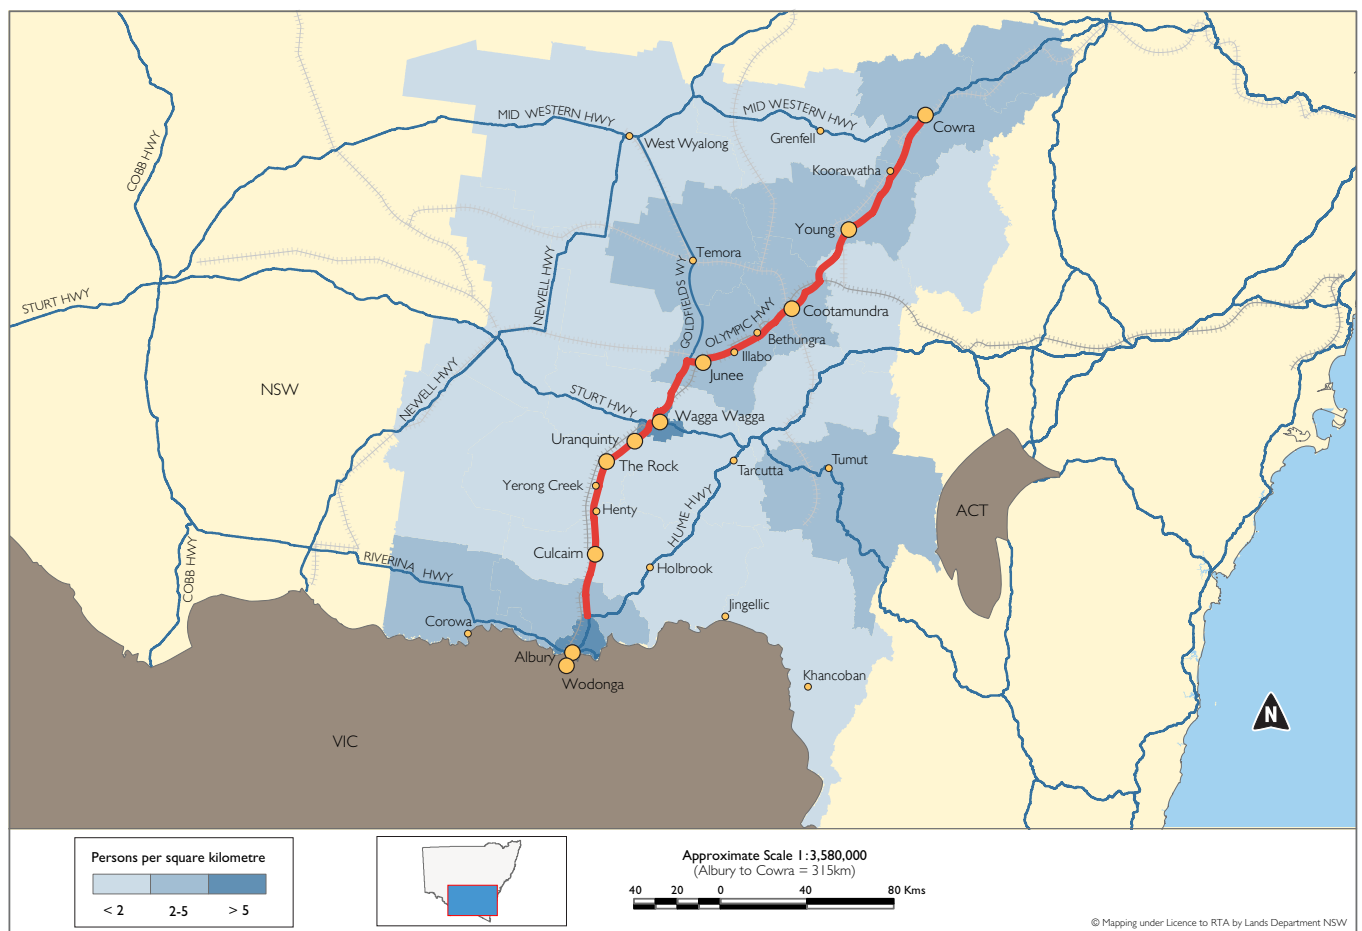 MID WESTERN HWY
MID WESTERN HWY
Cowra
Grenfell
West Wyalong
COBB HWY
Koorawatha
Young
Temora
NEWELL HWY
GOLDFIELDS WY
STURT HWY
OLYMPIC HWY
Cootamundra
Bethungra
Illabo
Junee
NSW
NEWELL HWY
STURT HWY
Wagga Wagga
Uranquinty
The Rock
Tarcutta
Tumut
Yerong Creek
Henty
HUME HWY
ACT
Culcairn
COBB HWY
RIVERINA HWY
Holbrook
Jingellic
Corowa
Albury
Wodonga
Khancoban
N
VIC
Persons per square kilometre
< 2
2-5
> 5
Approximate Scale 1:3,580,000
(Albury to Cowra = 315km)
40 20 0 40 80 Kms
© Mapping under Licence to RTA by Lands Department NSW